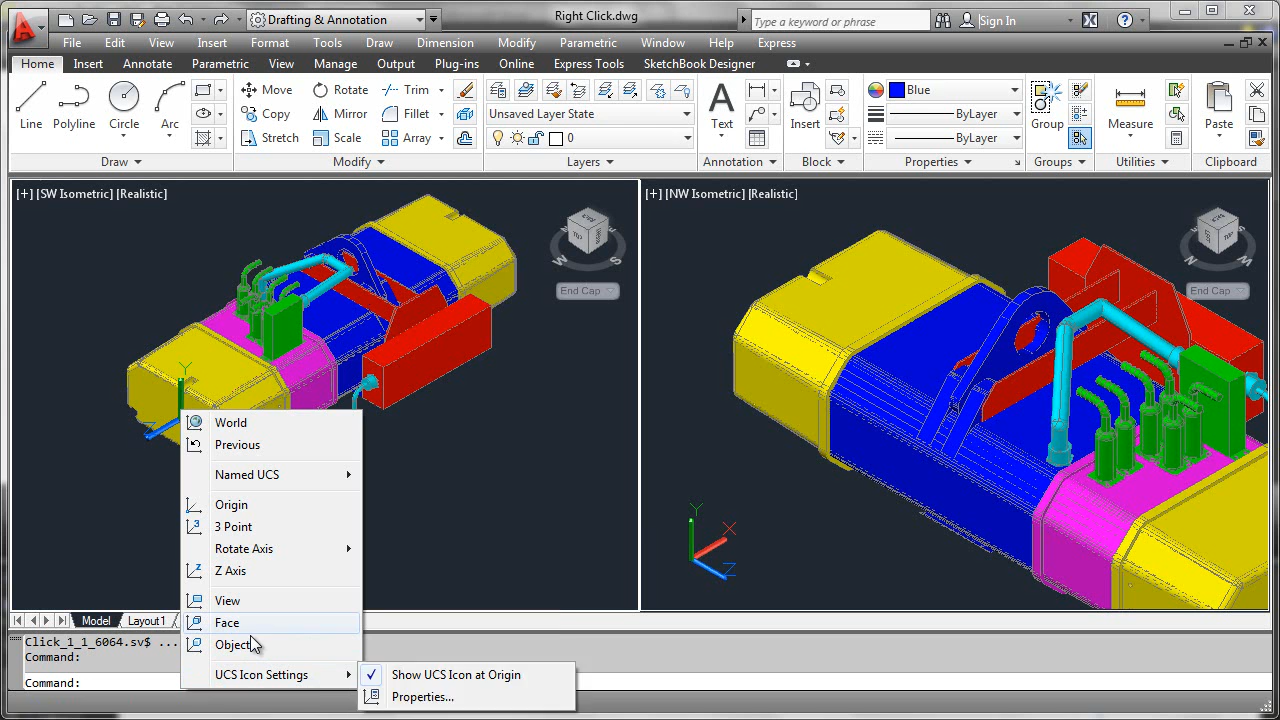 Drafting & Annotation
Right Click.dwg
Type a keyword or phrase
Sign In
File Edit View Insert Format Tools Draw Dimension Modify Parametric Window Help Express
Home Insert Annotate Parametric View Manage Output Plug-ins Online Express Tools SketchBook Designer
Line Polyline Circle Arc
Move Rotate Trim
Copy Mirror Fillet
Stretch Scale Array
Unsaved Layer State
0
Text
Insert
Blue
ByLayer
ByLayer
Group
Measure
Paste
Draw Modify Layers Annotation Block Properties Groups Utilities Clipboard
[+] [SW Isometric] [Realistic]
[+] [NW Isometric] [Realistic]
W S
End Cap
N W
End Cap
Y
Z
Y
X
Z
World
Previous
Named UCS
Origin
3 Point
Rotate Axis
Z Axis
View
Face
Object
UCS Icon Settings
Show UCS Icon at Origin
Properties...
Model Layout1
Click_1_1_6064.sv$ ...
Command:
Command: